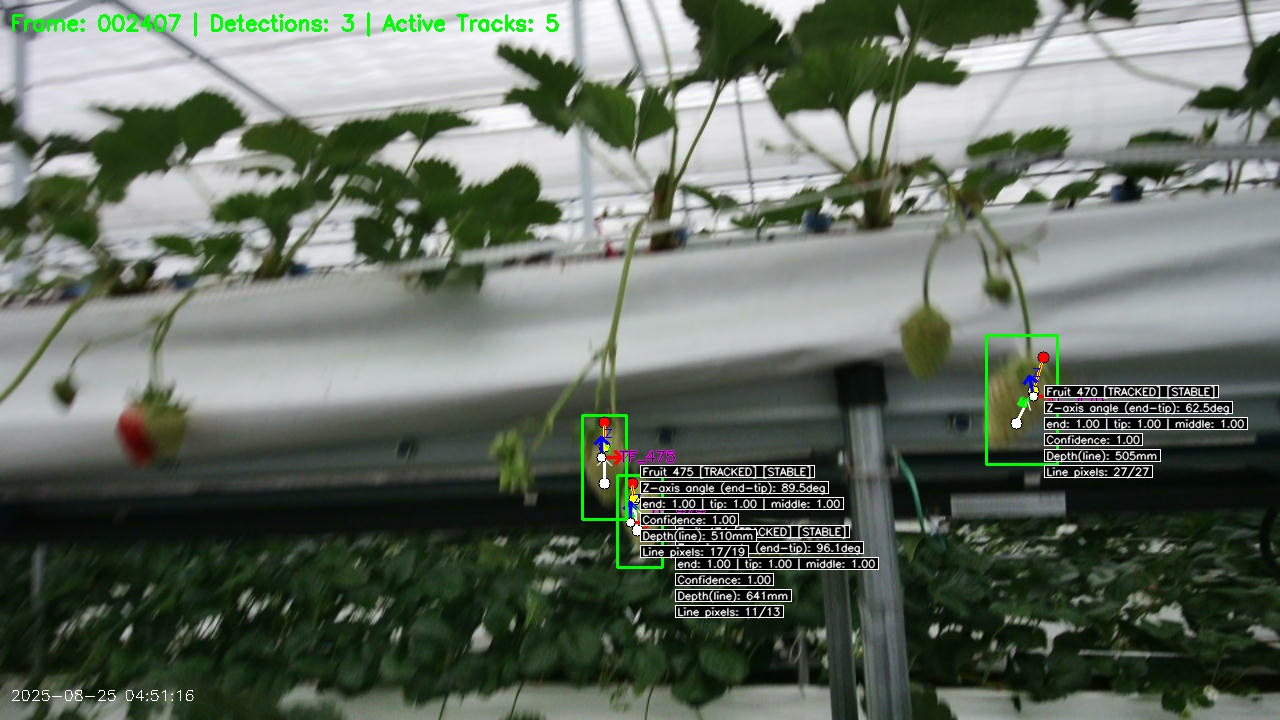 Frame: 002407 | Detections: 3 | Active Tracks: 5
Fruit 470 [TRACKED] [STABLE]
Z-axis angle (end-tip): 62.5deg
end: 1.00 | tip: 1.00 | middle: 1.00
Confidence: 1.00
Depth(line): 505mm
Line pixels: 27/27
TF_475
Fruit 475 [TRACKED] [STABLE]
Z-axis angle (end-tip): 89.5deg
end: 1.00 | tip: 1.00 | middle: 1.00
Confidence: 1.00
Depth(line): 510mm
Line pixels: 17/19
[STABLE]
(end-tip): 96.1deg
end: 1.00 | tip: 1.00 | middle: 1.00
Confidence: 1.00
Depth(line): 641mm
Line pixels: 11/13
2025-08-25 04:51:16